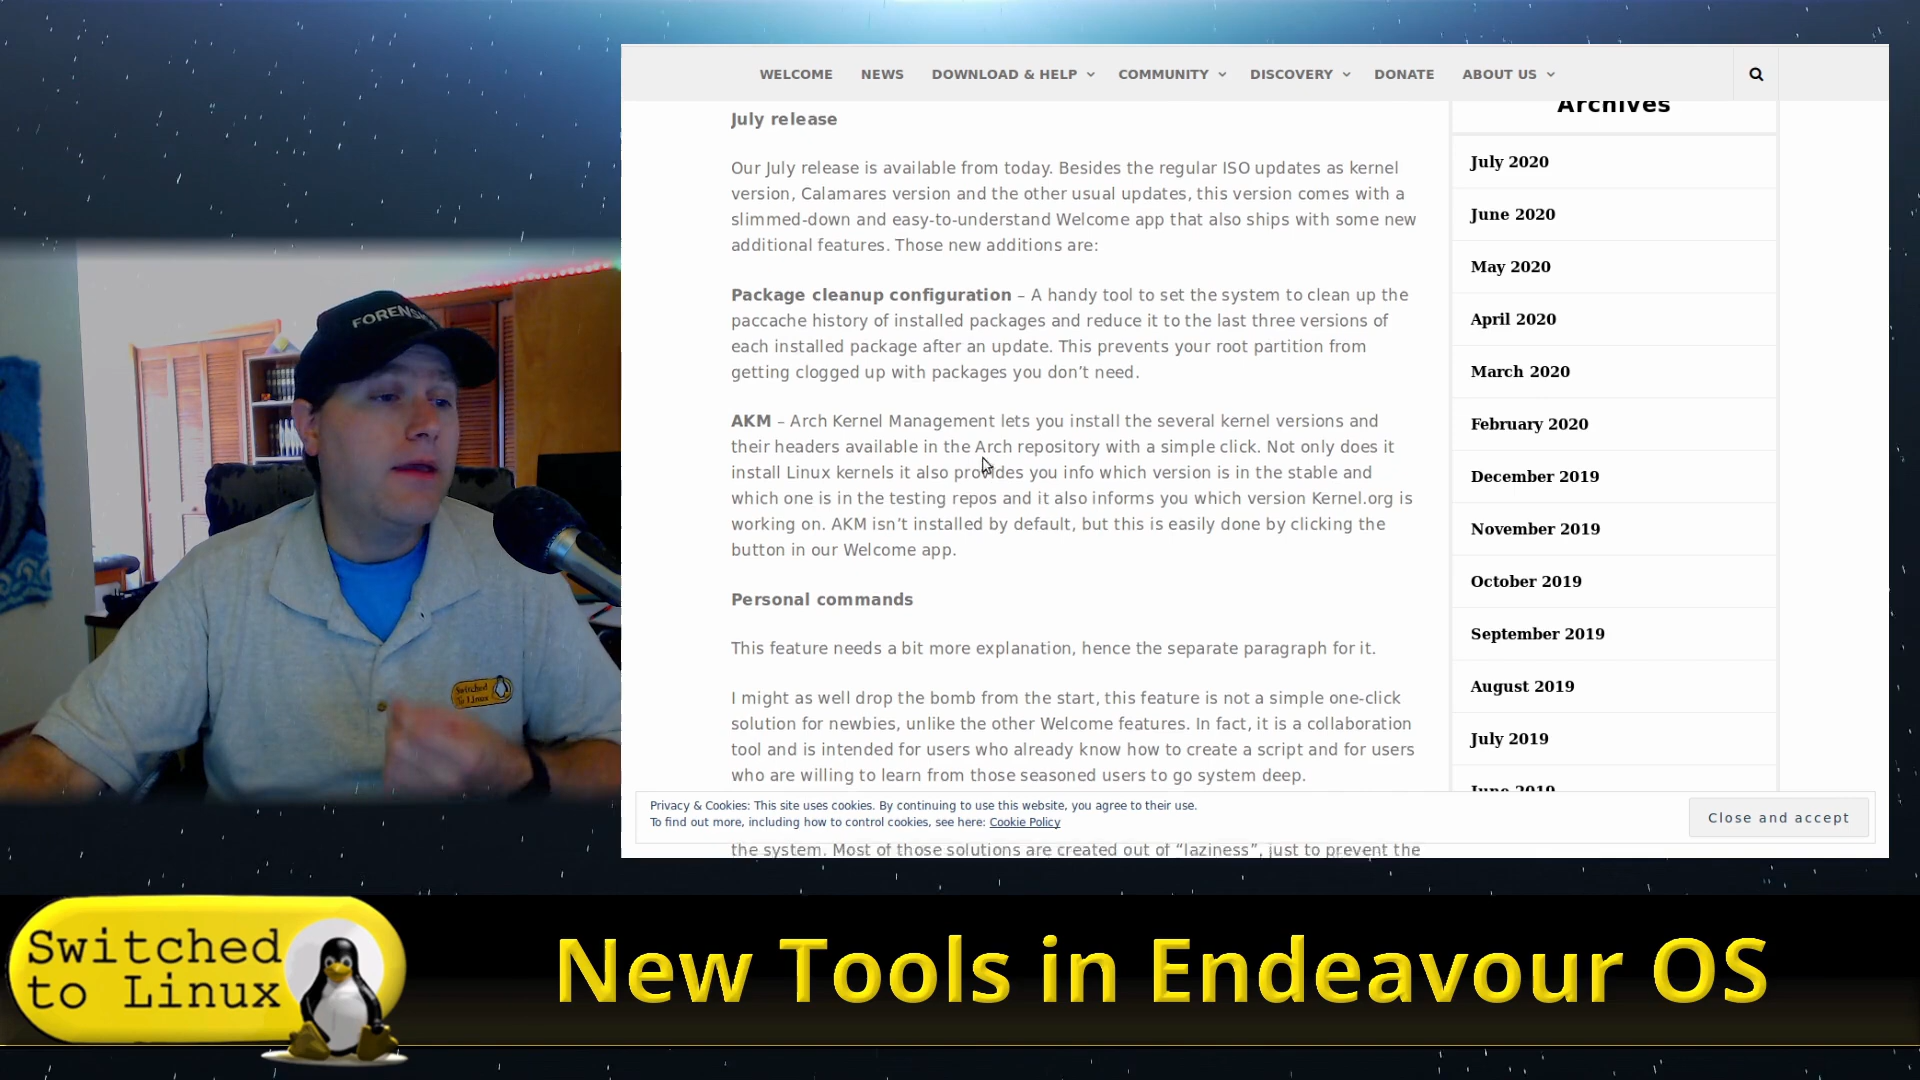 WELCOME NEWS DOWNLOAD & HELP COMMUNITY DISCOVERY DONATE ABOUT US
July release
Our July release is available from today. Besides the regular ISO updates as kernel
version, Calamares version and the other usual updates, this version comes with a
slimmed-down and easy-to-understand Welcome app that also ships with some new
additional features. Those new additions are:
Package cleanup configuration – A handy tool to set the system to clean up the
paccache history of installed packages and reduce it to the last three versions of
each installed package after an update. This prevents your root partition from
getting clogged up with packages you don’t need.
AKM – Arch Kernel Management lets you install the several kernel versions and
their headers available in the Arch repository with a simple click. Not only does it
install Linux kernels it also provides you info which version is in the stable and
which one is in the testing repos and it also informs you which version Kernel.org is
working on. AKM isn’t installed by default, but this is easily done by clicking the
button in our Welcome app.
Personal commands
This feature needs a bit more explanation, hence the separate paragraph for it.
I might as well drop the bomb from the start, this feature is not a simple one-click
solution for newbies, unlike the other Welcome features. In fact, it is a collaboration
tool and is intended for users who already know how to create a script and for users
who are willing to learn from those seasoned users to go system deep.
the system. Most of those solutions are created out of “laziness”, just to prevent the
Archives
July 2020
June 2020
May 2020
April 2020
March 2020
February 2020
December 2019
November 2019
October 2019
September 2019
August 2019
July 2019
June 2019
Privacy & Cookies: This site uses cookies. By continuing to use this website, you agree to their use.
To find out more, including how to control cookies, see here: Cookie Policy
Close and accept
Switched
to Linux
Switched
to Linux
New Tools in Endeavour OS